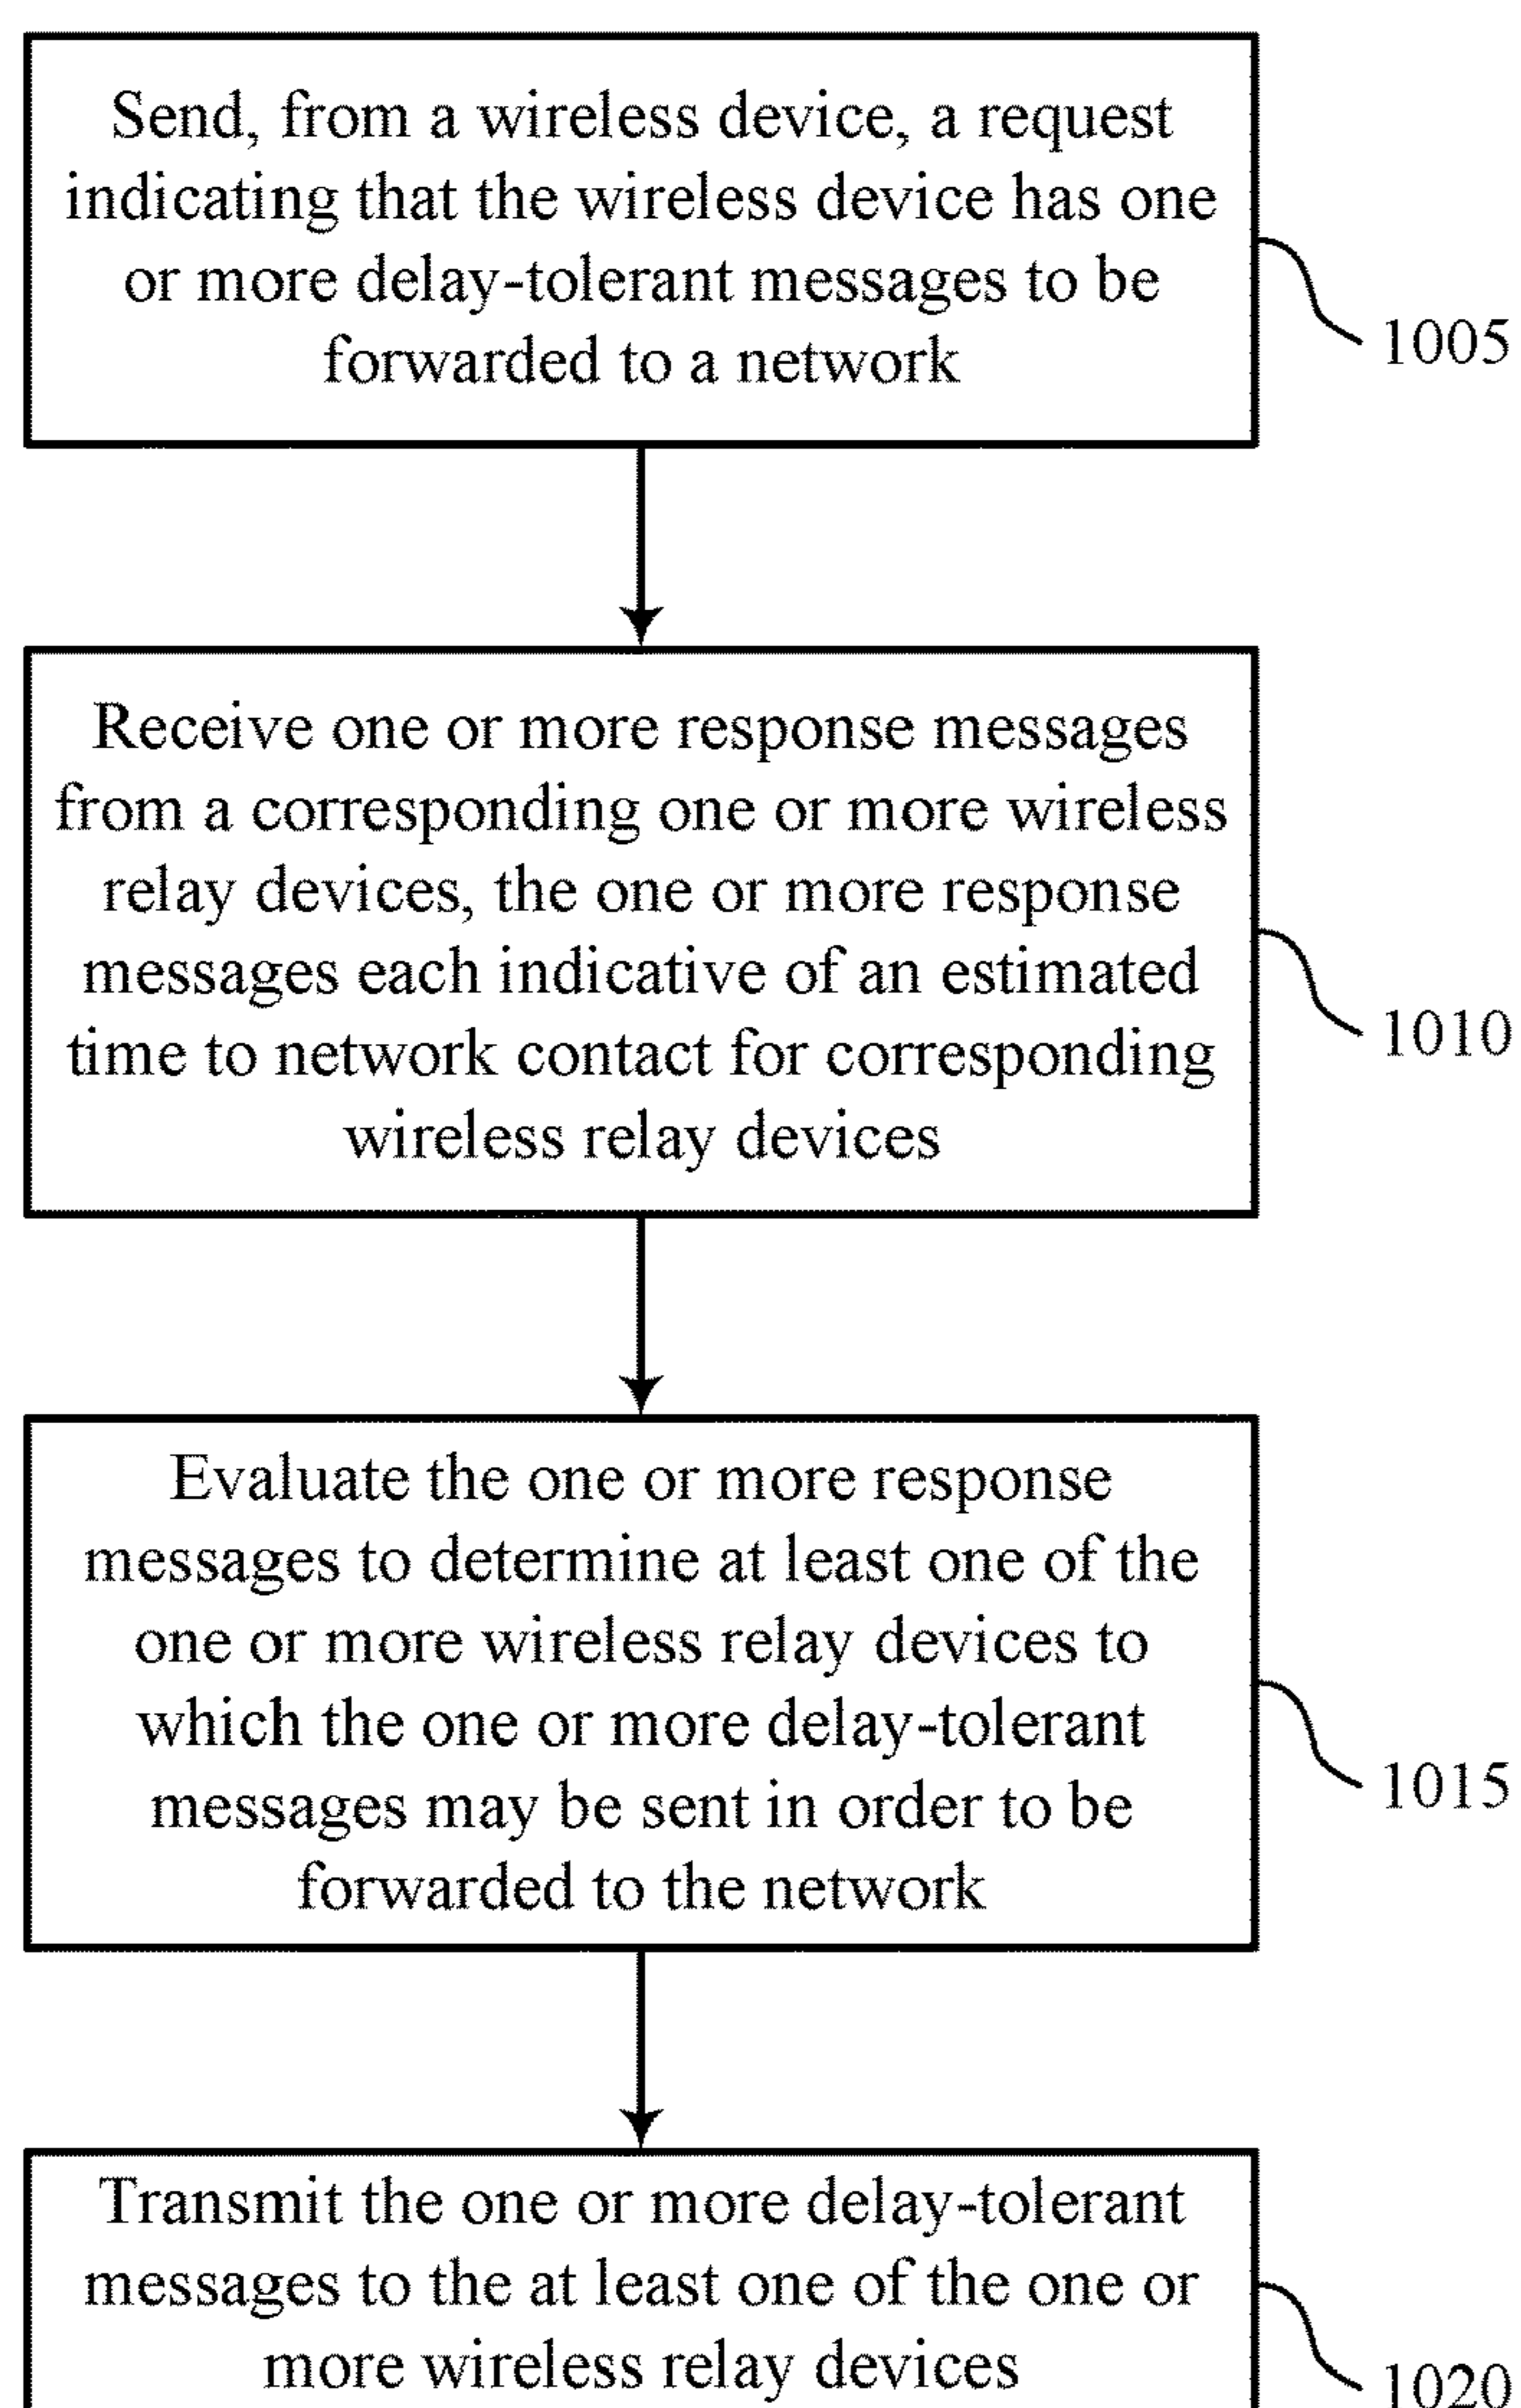 Send, from a wireless device, a request
indicating that the wireless device has one
or more delay-tolerant messages to be
forwarded to a network
1005
Receive one or more response messages
from a corresponding one or more wireless
relay devices, the one or more response
messages each indicative of an estimated
time to network contact for corresponding
wireless relay devices
1010
Evaluate the one or more response
messages to determine at least one of the
one or more wireless relay devices to
which the one or more delay-tolerant
messages may be sent in order to be
forwarded to the network
1015
Transmit the one or more delay-tolerant
messages to the at least one of the one or
more wireless relay devices
1020